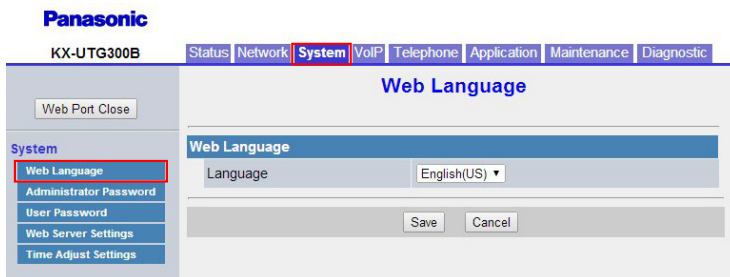 Panasonic
KX-UTG300B
Status Network System VoIP Telephone Application Maintenance Diagnostic
Web Port Close
System
Web Language
Administrator Password
User Password
Web Server Settings
Time Adjust Settings
Web Language
Web Language
Language English(US)
Save Cancel